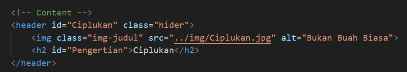 <!-- Content -->
<header id="Ciplukan" class="hider">
<img class="img-judul" src="../img/Ciplukan.jpg" alt="Bukan Buah Biasa">
<h2 id="Pengertian">Ciplukan</h2>
</header>